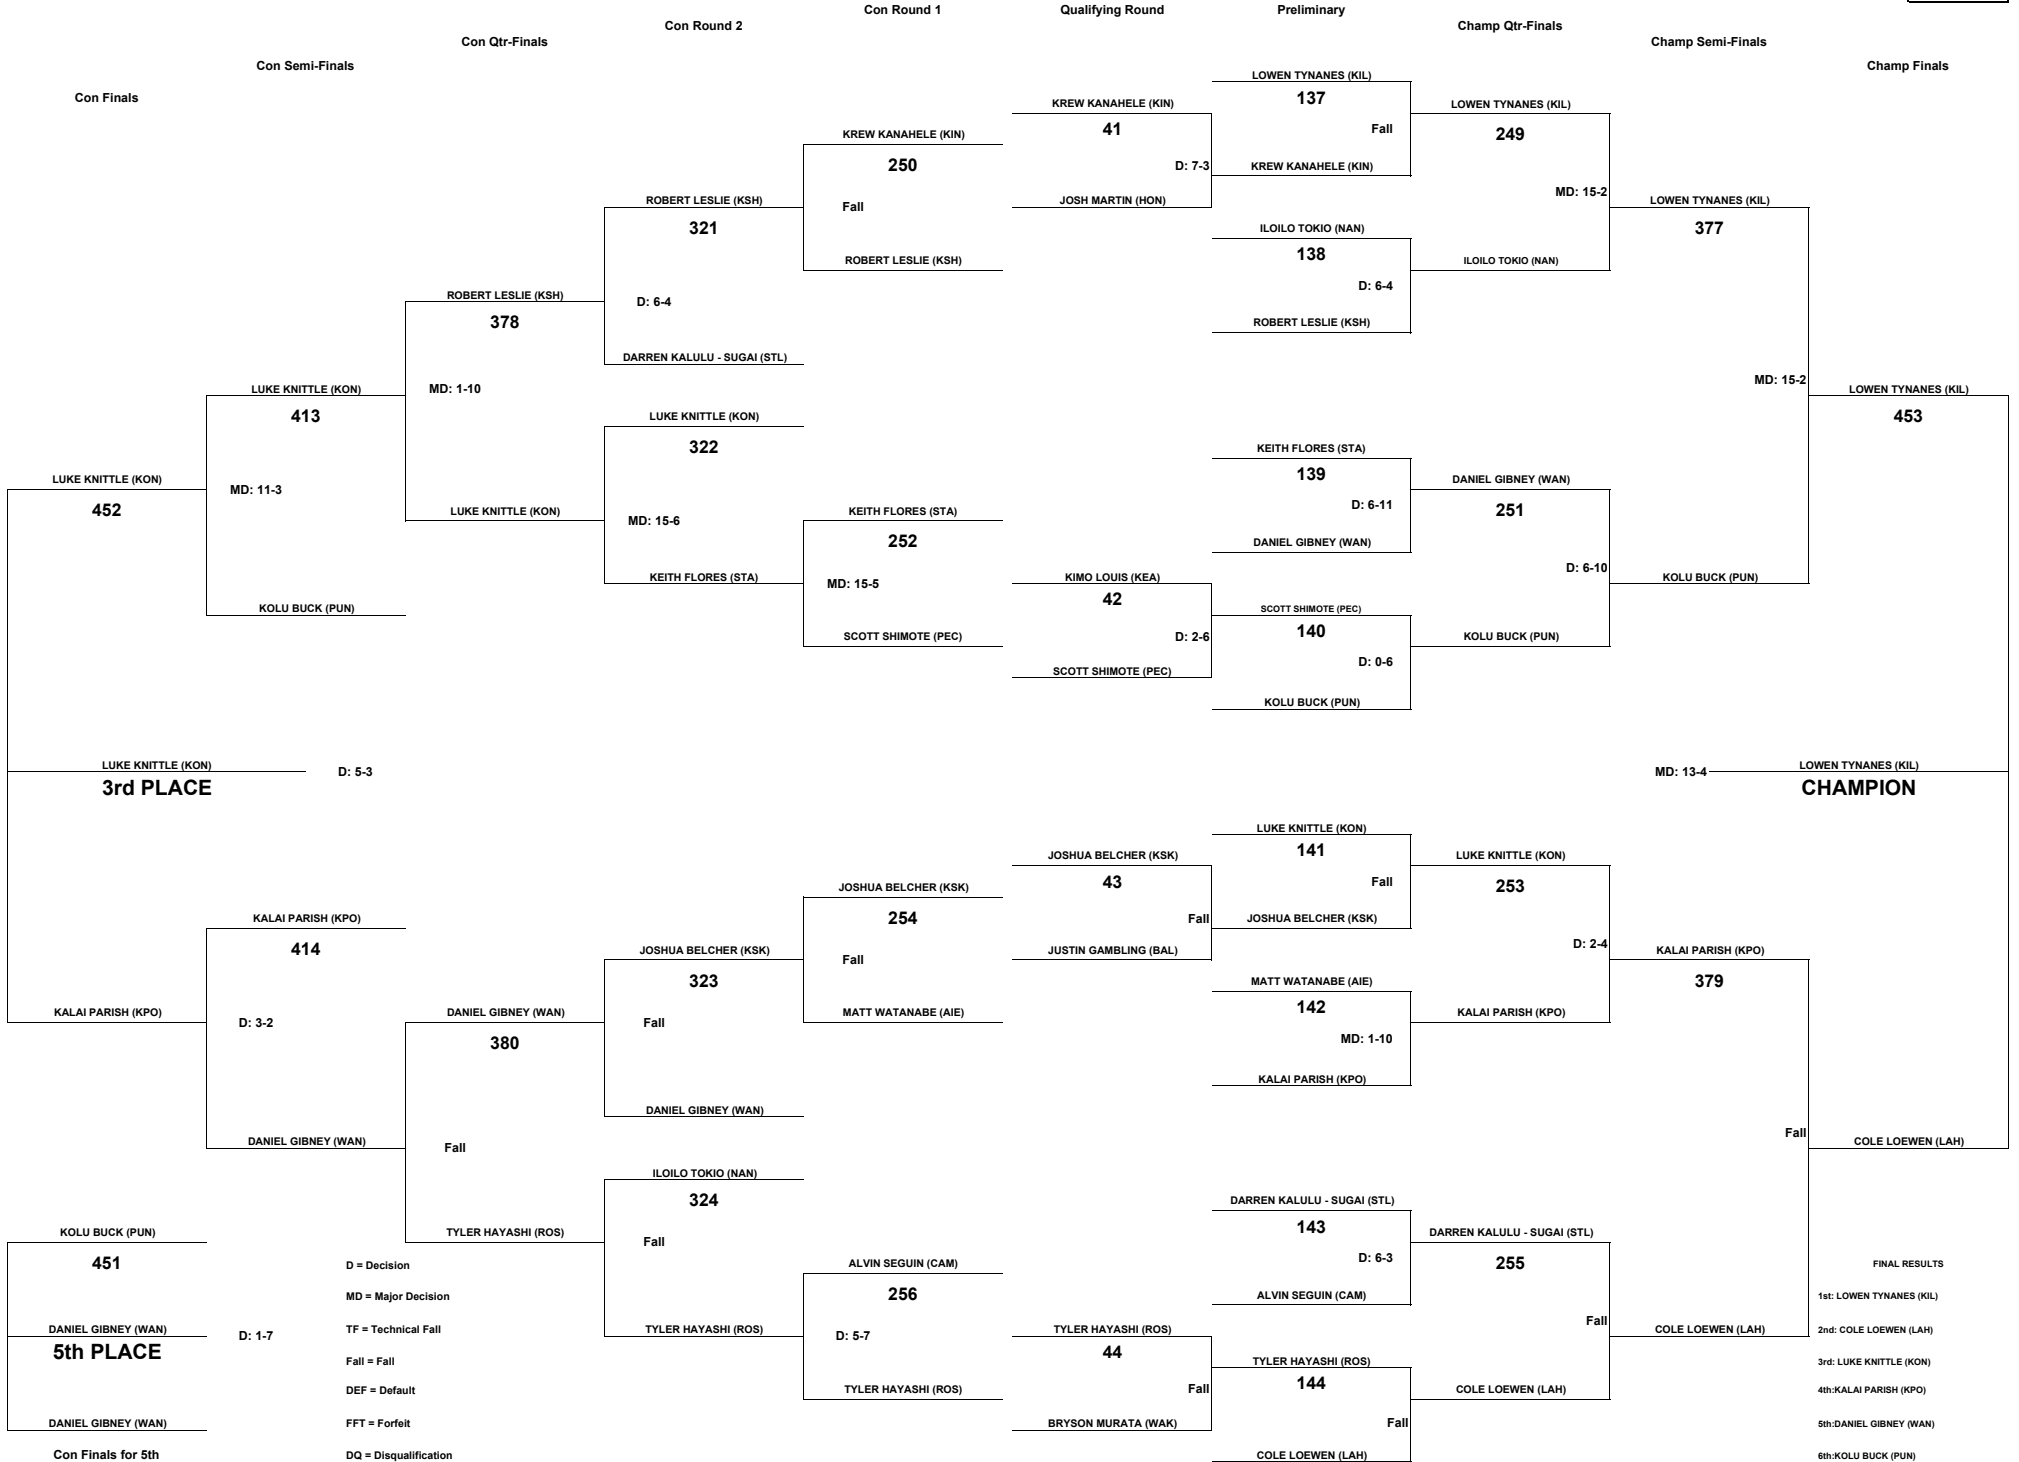 Con Round 1
Qualifying Round
Preliminary
Con Round 2
Champ Qtr-Finals
Con Qtr-Finals
Champ Semi-Finals
Con Semi-Finals
Champ Finals
Con Finals
LOWEN TYNANES (KIL)
137
Fall
KREW KANAHELE (KIN)
KREW KANAHELE (KIN)
41
D: 7-3
JOSH MARTIN (HON)
LOWEN TYNANES (KIL)
249
MD: 15-2
ILOILO TOKIO (NAN)
KREW KANAHELE (KIN)
250
Fall
ROBERT LESLIE (KSH)
ILOILO TOKIO (NAN)
138
D: 6-4
ROBERT LESLIE (KSH)
ROBERT LESLIE (KSH)
321
D: 6-4
DARREN KALULU - SUGAI (STL)
LOWEN TYNANES (KIL)
377
MD: 15-2
KOLU BUCK (PUN)
ROBERT LESLIE (KSH)
378
MD: 1-10
LUKE KNITTLE (KON)
LUKE KNITTLE (KON)
413
MD: 11-3
KOLU BUCK (PUN)
LUKE KNITTLE (KON)
322
MD: 15-6
KEITH FLORES (STA)
LOWEN TYNANES (KIL)
453
KEITH FLORES (STA)
139
D: 6-11
DANIEL GIBNEY (WAN)
DANIEL GIBNEY (WAN)
251
D: 6-10
KOLU BUCK (PUN)
LUKE KNITTLE (KON)
452
KEITH FLORES (STA)
252
MD: 15-5
SCOTT SHIMOTE (PEC)
KIMO LOUIS (KEA)
42
D: 2-6
SCOTT SHIMOTE (PEC)
SCOTT SHIMOTE (PEC)
140
D: 0-6
KOLU BUCK (PUN)
LUKE KNITTLE (KON)
3rd PLACE
D: 5-3
MD: 13-4
LOWEN TYNANES (KIL)
CHAMPION
LUKE KNITTLE (KON)
141
Fall
JOSHUA BELCHER (KSK)
JOSHUA BELCHER (KSK)
43
Fall
JUSTIN GAMBLING (BAL)
LUKE KNITTLE (KON)
253
D: 2-4
KALAI PARISH (KPO)
JOSHUA BELCHER (KSK)
254
Fall
MATT WATANABE (AIE)
KALAI PARISH (KPO)
414
D: 3-2
DANIEL GIBNEY (WAN)
JOSHUA BELCHER (KSK)
323
Fall
DANIEL GIBNEY (WAN)
KALAI PARISH (KPO)
379
Fall
COLE LOEWEN (LAH)
MATT WATANABE (AIE)
142
MD: 1-10
KALAI PARISH (KPO)
KALAI PARISH (KPO)
DANIEL GIBNEY (WAN)
380
Fall
TYLER HAYASHI (ROS)
COLE LOEWEN (LAH)
ILOILO TOKIO (NAN)
324
Fall
TYLER HAYASHI (ROS)
DARREN KALULU - SUGAI (STL)
143
D: 6-3
ALVIN SEGUIN (CAM)
DARREN KALULU - SUGAI (STL)
255
Fall
COLE LOEWEN (LAH)
ALVIN SEGUIN (CAM)
256
D: 5-7
TYLER HAYASHI (ROS)
TYLER HAYASHI (ROS)
44
Fall
BRYSON MURATA (WAK)
TYLER HAYASHI (ROS)
144
Fall
COLE LOEWEN (LAH)
KOLU BUCK (PUN)
451
DANIEL GIBNEY (WAN)
5th PLACE
D: 1-7
DANIEL GIBNEY (WAN)
Con Finals for 5th
D = Decision
MD = Major Decision
TF = Technical Fall
Fall = Fall
DEF = Default
FFT = Forfeit
DQ = Disqualification
FINAL RESULTS
1st: LOWEN TYNANES (KIL)
2nd: COLE LOEWEN (LAH)
3rd: LUKE KNITTLE (KON)
4th:KALAI PARISH (KPO)
5th:DANIEL GIBNEY (WAN)
6th:KOLU BUCK (PUN)